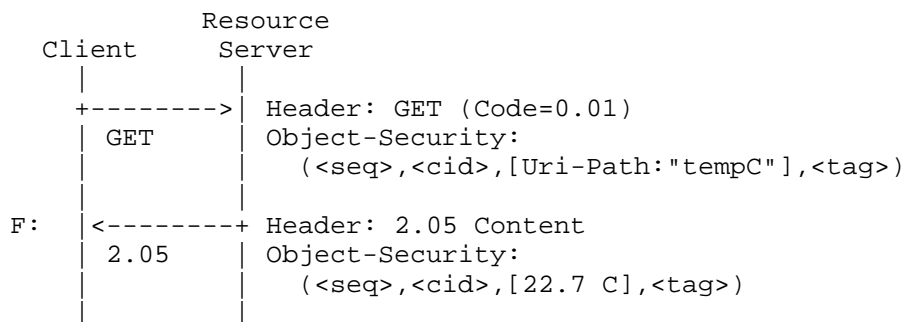 Resource
Client Server
| |
+-------->| Header: GET (Code=0.01)
| GET | Object-Security:
| | (<seq>,<cid>,[Uri-Path:"tempC"],<tag>)
| |
F: |<--------+ Header: 2.05 Content
| 2.05 | Object-Security:
| | (<seq>,<cid>,[22.7 C],<tag>)
| |